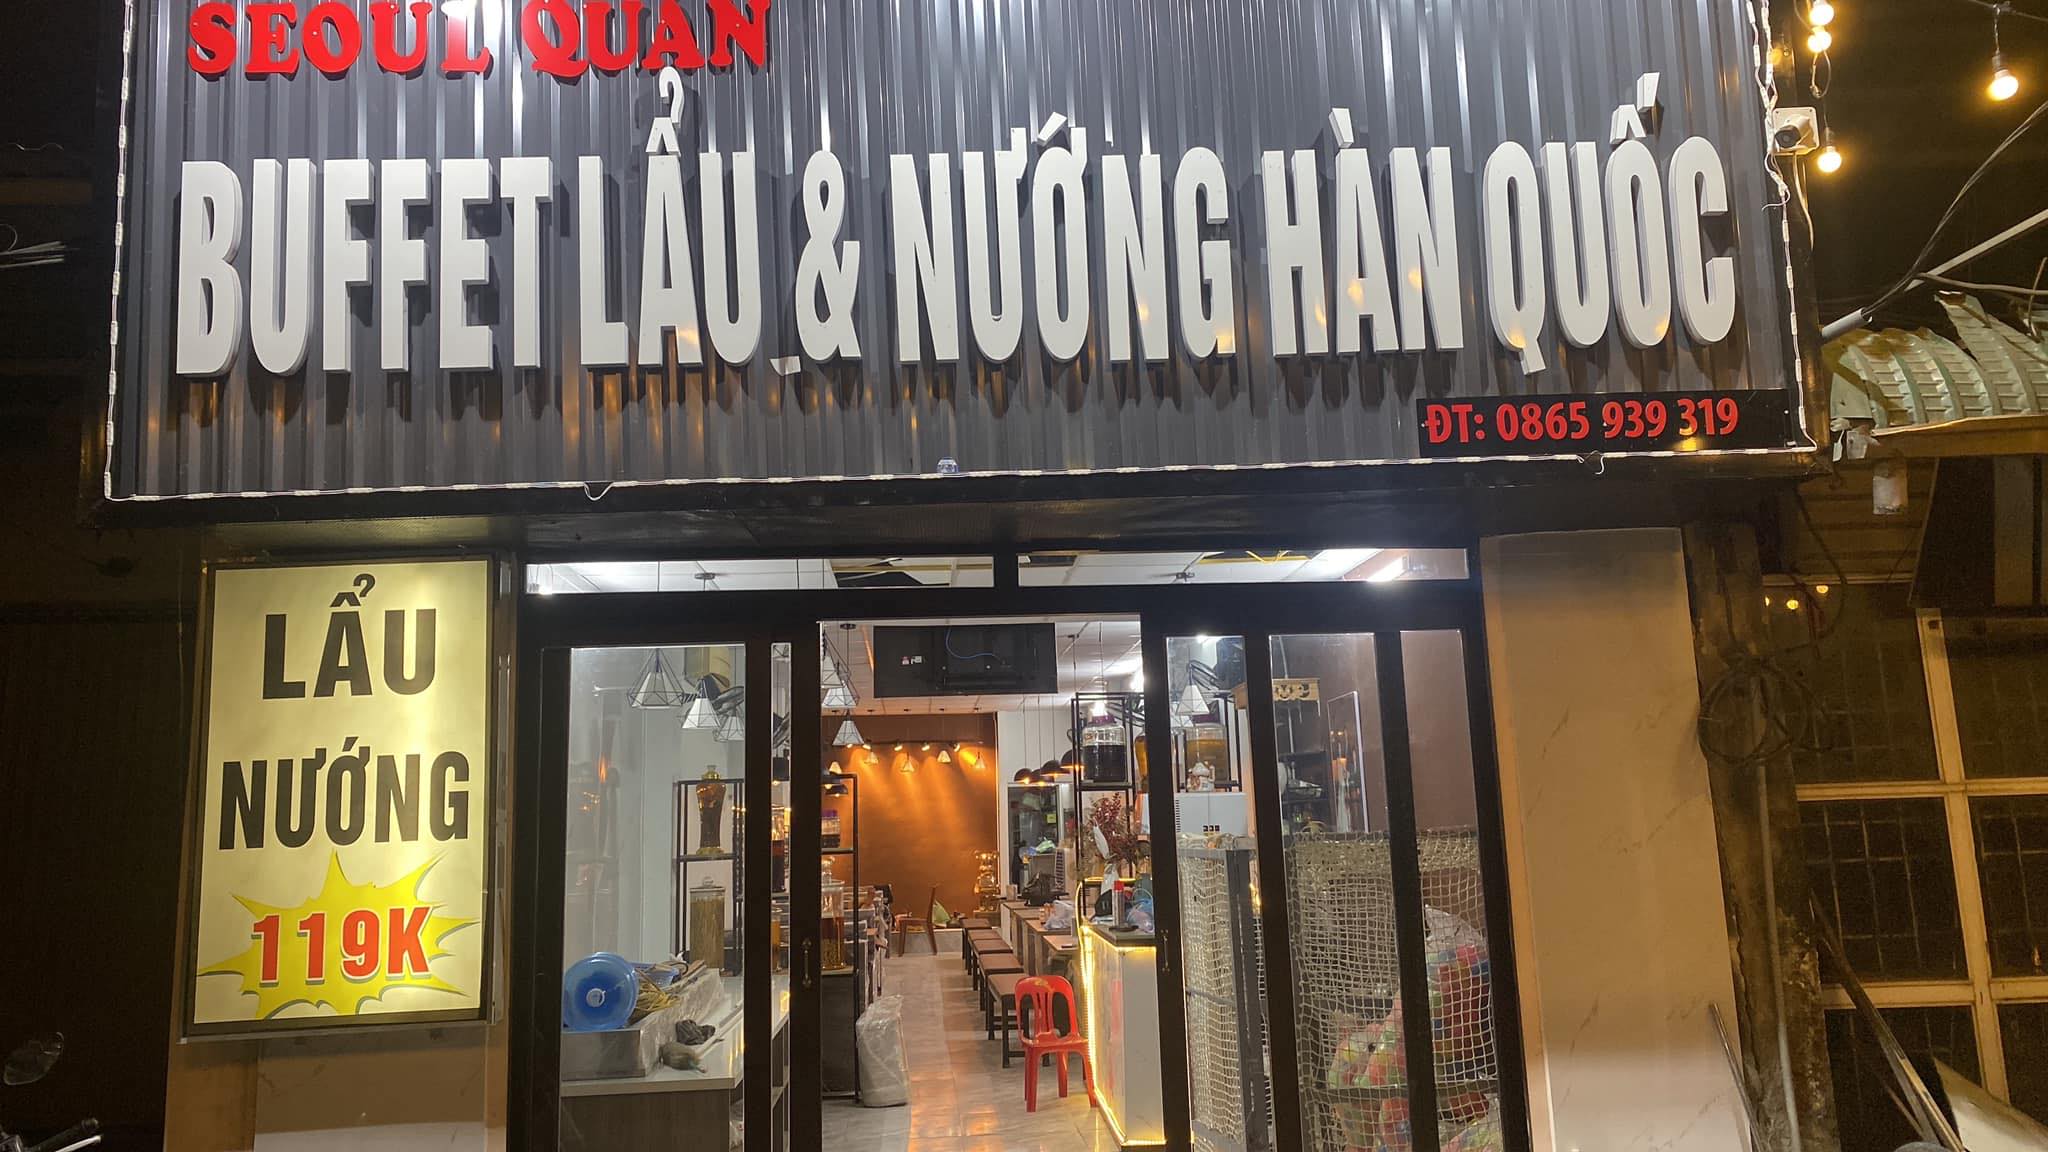 SEOUL QUÁN
BUFFET LẨU & NƯỚNG HÀN QUỐC
ĐT: 0865 939 319
LẨU
NƯỚNG
119K